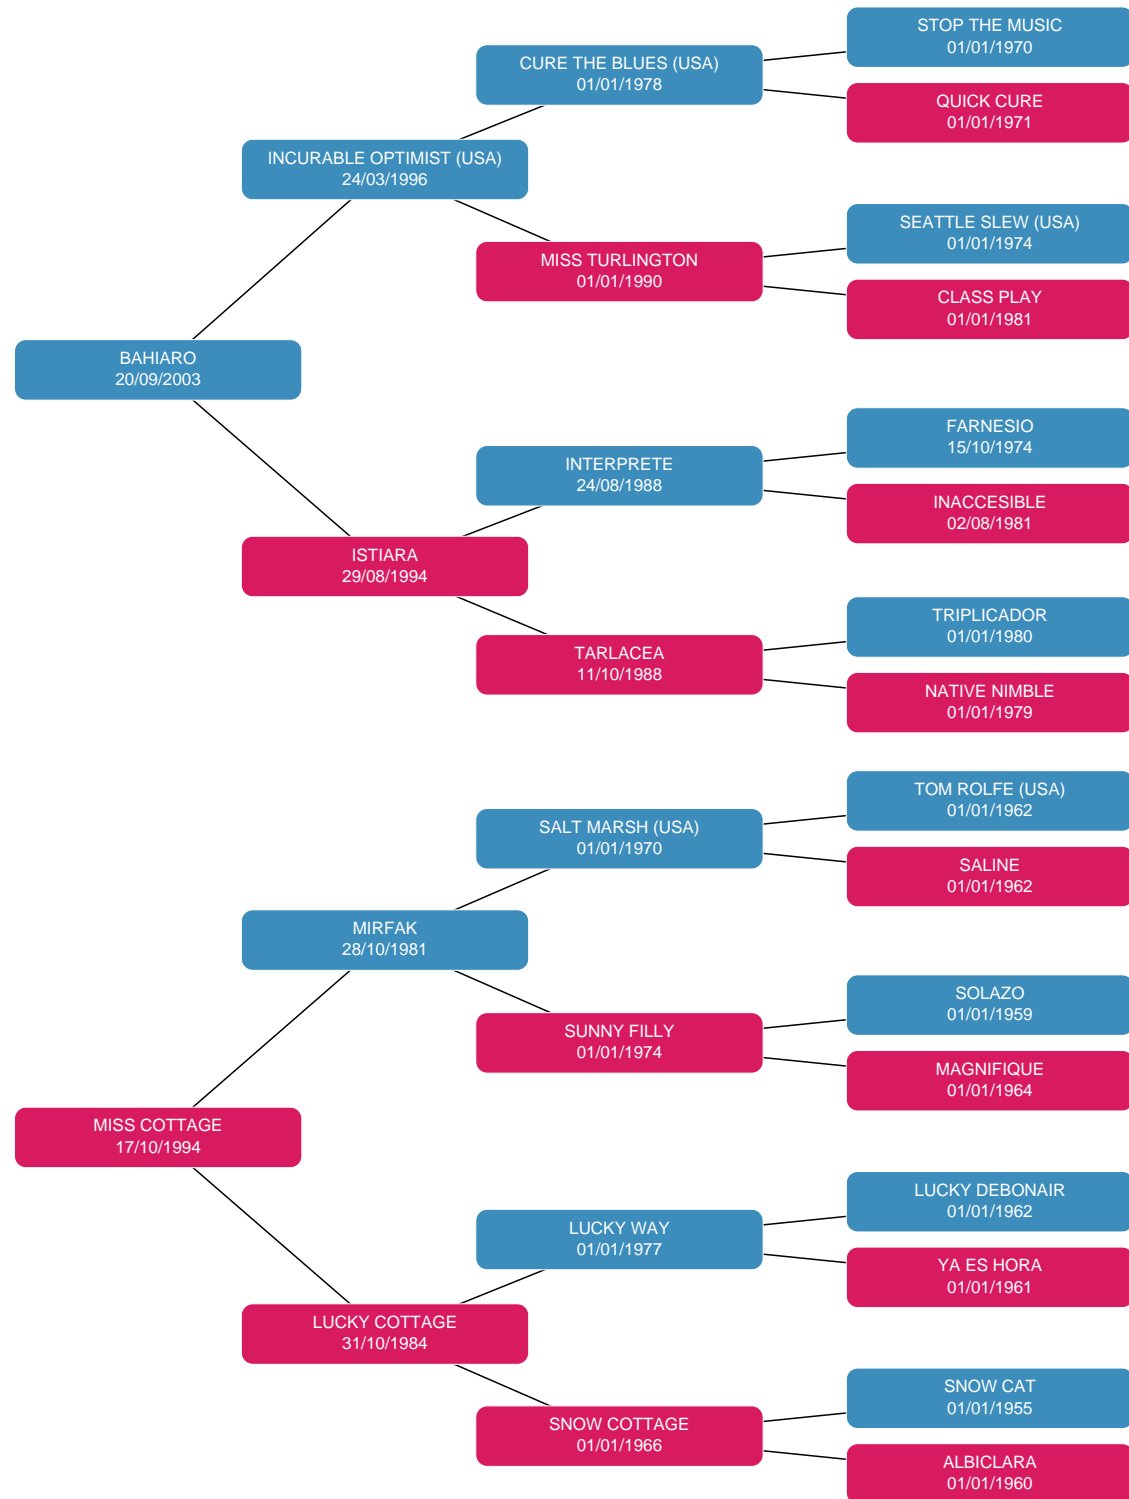 STOP THE MUSIC
01/01/1970
CURE THE BLUES (USA)
01/01/1978
QUICK CURE
01/01/1971
INCURABLE OPTIMIST (USA)
24/03/1996
SEATTLE SLEW (USA)
01/01/1974
MISS TURLINGTON
01/01/1990
CLASS PLAY
01/01/1981
BAHIARO
20/09/2003
FARNESIO
15/10/1974
INTERPRETE
24/08/1988
INACCESIBLE
02/08/1981
ISTIARA
29/08/1994
TRIPLICADOR
01/01/1980
TARLACEA
11/10/1988
NATIVE NIMBLE
01/01/1979
TOM ROLFE (USA)
01/01/1962
SALT MARSH (USA)
01/01/1970
SALINE
01/01/1962
MIRFAK
28/10/1981
SOLAZO
01/01/1959
SUNNY FILLY
01/01/1974
MAGNIFIQUE
01/01/1964
MISS COTTAGE
17/10/1994
LUCKY DEBONAIR
01/01/1962
LUCKY WAY
01/01/1977
YA ES HORA
01/01/1961
LUCKY COTTAGE
31/10/1984
SNOW CAT
01/01/1955
SNOW COTTAGE
01/01/1966
ALBICLARA
01/01/1960